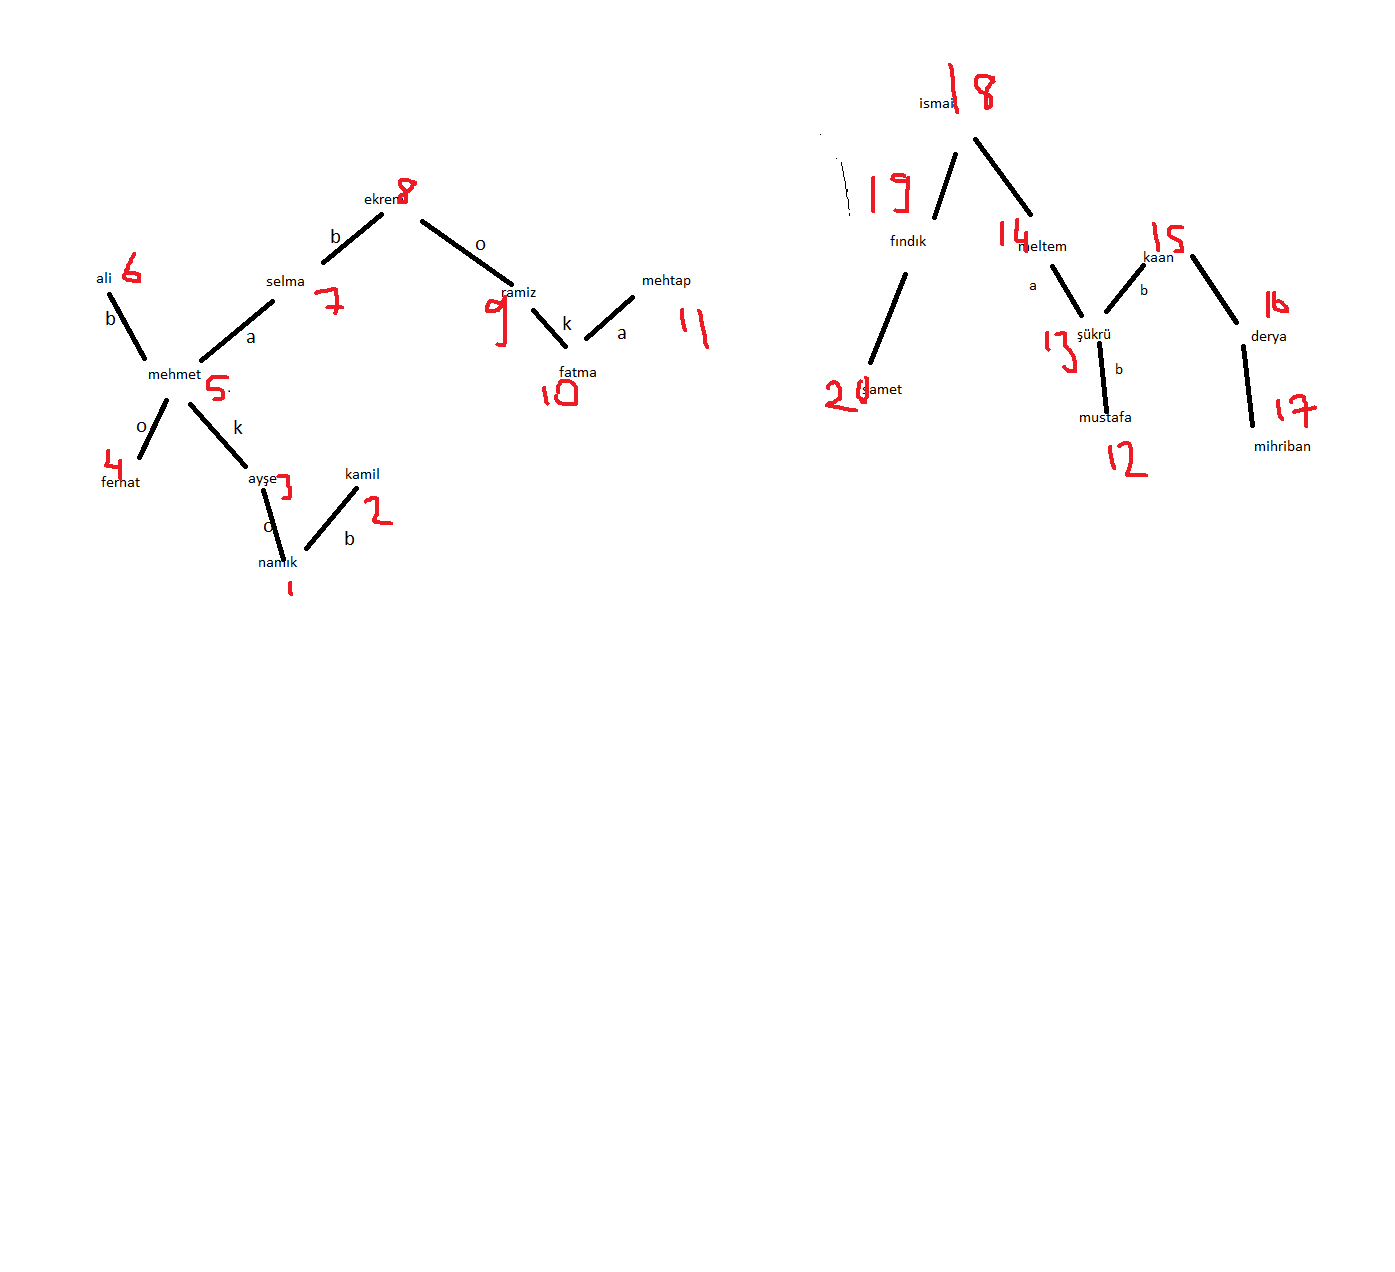 ismail 18
ekrem 8
b
o
ali 6
selma 7
b
a
mehmet 5
o
k
4
ferhat
ayşe 3
kamil
2
o
b
namık
1
ramiz
9
mehtap
11
k
a
fatma
10
19
fındık
14
meltem
15
kaan
a
b
16
derya
şükrü
13
b
20 samet
mustafa
12
17
mihriban